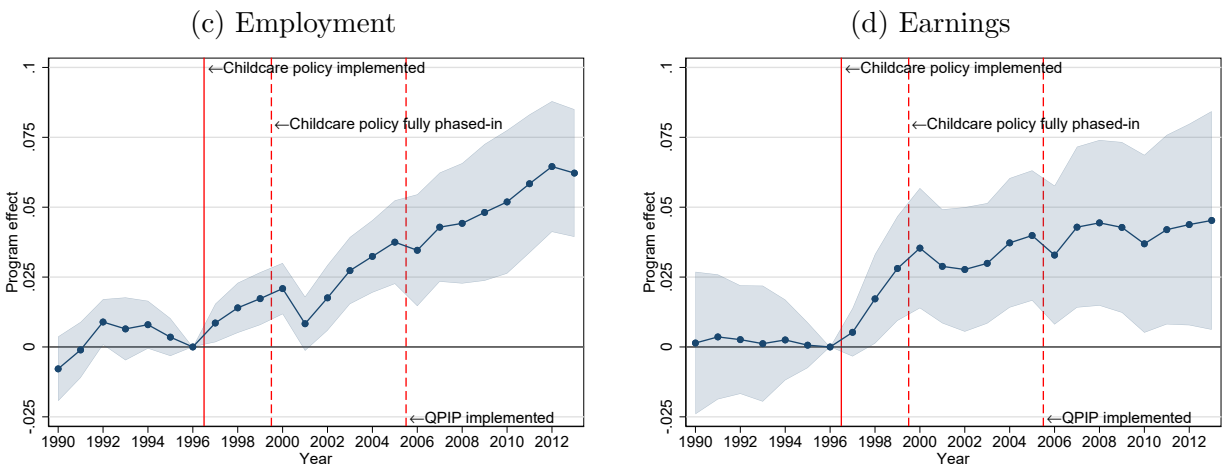 (c) Employment
.1
.075
.05
.025
0
-.025
Program effect
←Childcare policy implemented
←Childcare policy fully phased-in
←QPIP implemented
1990 1992 1994 1996 1998 2000 2002 2004 2006 2008 2010 2012
Year
(d) Earnings
.1
.075
.05
.025
0
-.025
Program effect
←Childcare policy implemented
←Childcare policy fully phased-in
←QPIP implemented
1990 1992 1994 1996 1998 2000 2002 2004 2006 2008 2010 2012
Year